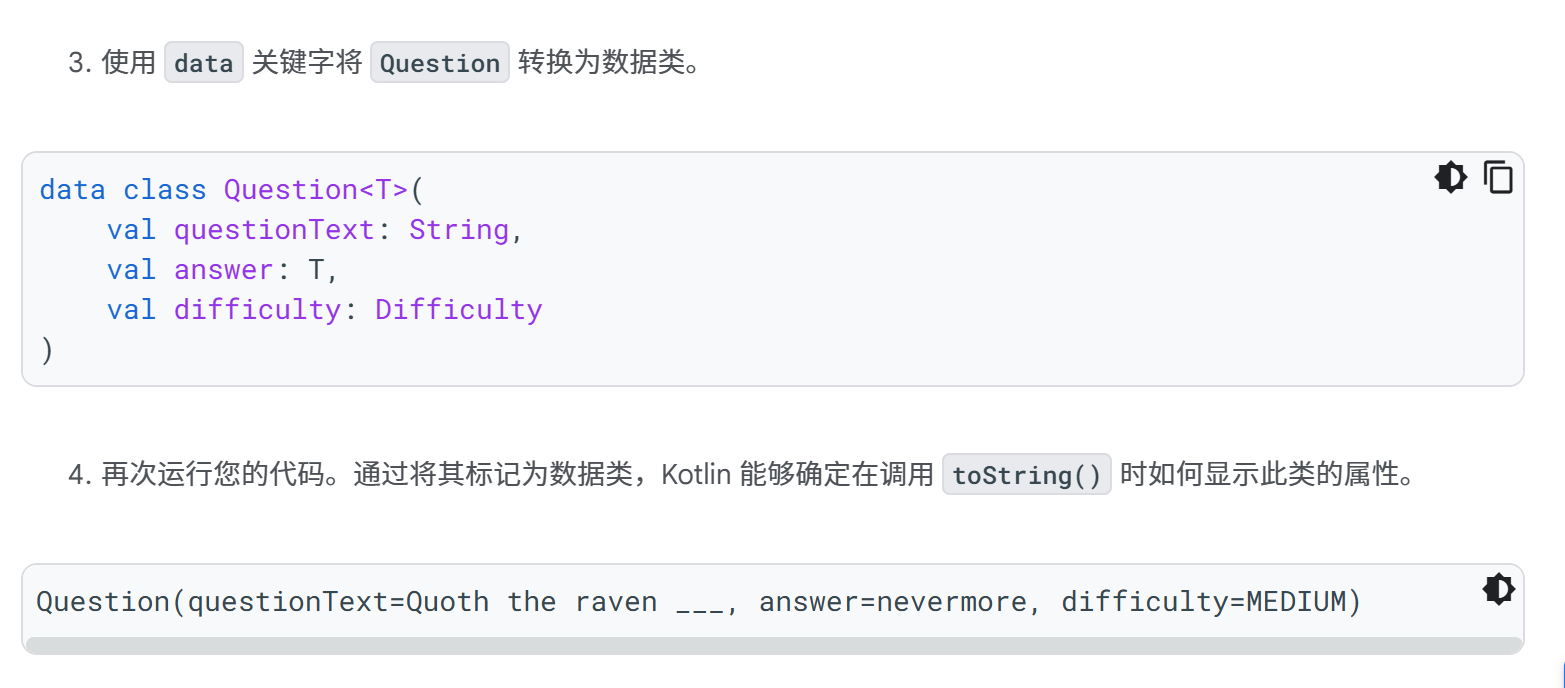 3. 使用 data 关键字将 Question 转换为数据类。
data class Question<T>(
    val questionText: String,
    val answer: T,
    val difficulty: Difficulty
)
4. 再次运行您的代码。通过将其标记为数据类，Kotlin 能够确定在调用 toString() 时如何显示此类的属性。
Question(questionText=Quoth the raven ___, answer=nevermore, difficulty=MEDIUM)